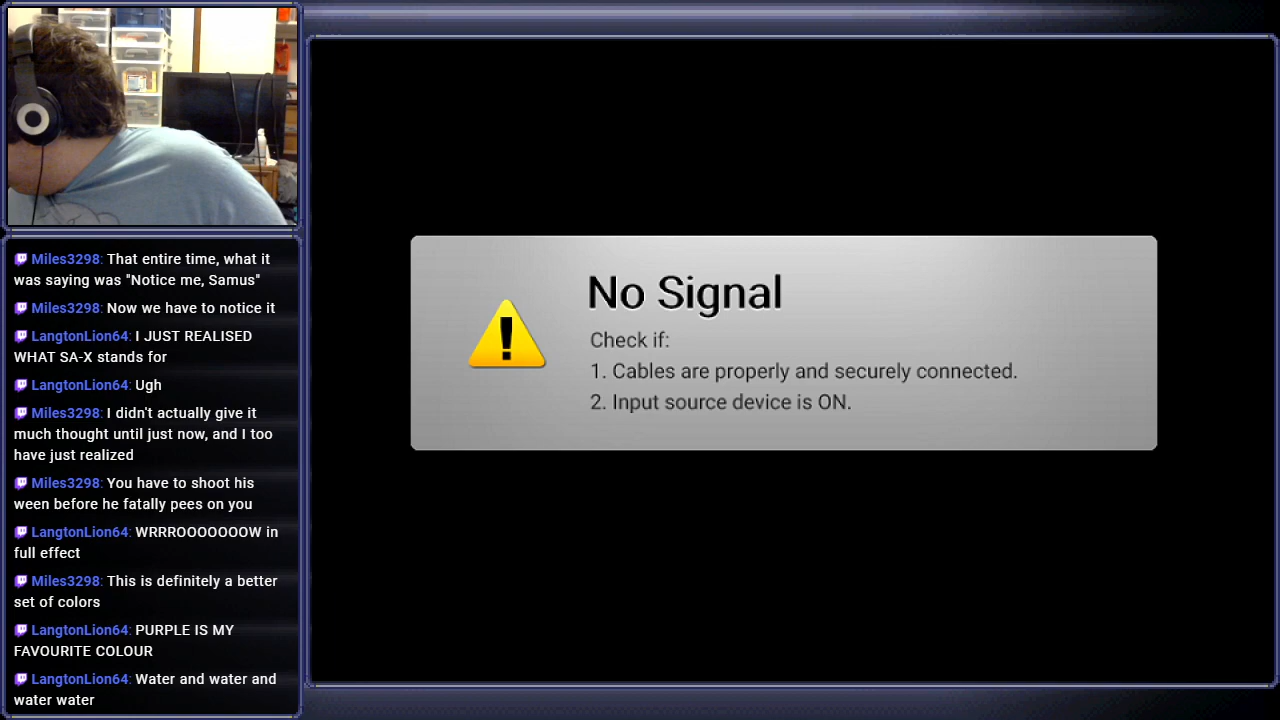 Miles3298: That entire time, what it
was saying was "Notice me, Samus"
Miles3298: Now we have to notice it
LangtonLion64: I JUST REALISED
WHAT SA-X stands for
LangtonLion64: Ugh
Miles3298: I didn't actually give it
much thought until just now, and I too
have just realized
Miles3298: You have to shoot his
ween before he fatally pees on you
LangtonLion64: WRRROOOOOOOW in
full effect
Miles3298: This is definitely a better
set of colors
LangtonLion64: PURPLE IS MY
FAVOURITE COLOUR
LangtonLion64: Water and water and
water water
No Signal
Check if:
1. Cables are properly and securely connected.
2. Input source device is ON.